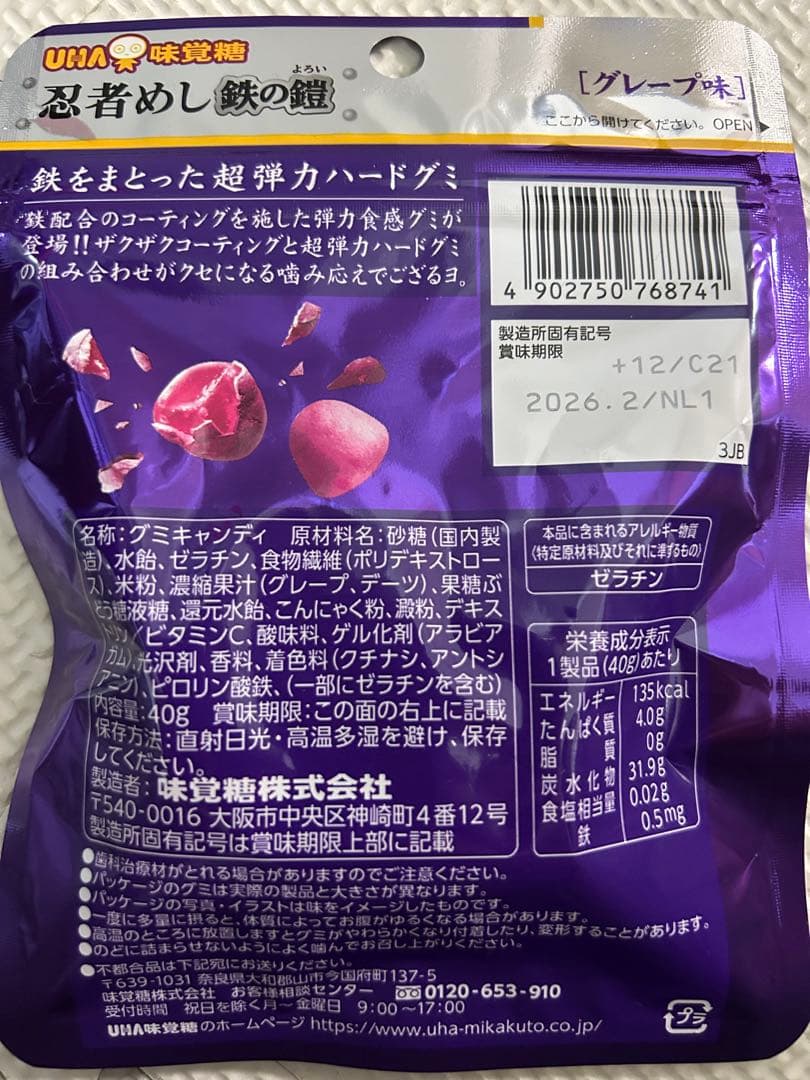 UHA味覚糖
よろい
忍者めし鉄の鎧
[グレープ味]
ここから開けてください。OPEN
鉄をまとった超弾力ハードグミ
鉄配合のコーティングを施した弾力食感グミが
登場!!ザクザクコーティングと超弾力ハードグミ
の組み合わせがクセになる噛み応えでござるヨ。
4 902750 768741
製造所固有記号
賞味期限
+12/C21
2026.2/NL1
3JB
名称:グミキャンディ 原材料名:砂糖(国内製
造)、水飴、ゼラチン、食物繊維(ポリデキストロー
ス)、米粉、濃縮果汁(グレープ、デーツ)、果糖ぶ
どう糖液糖、還元水飴、こんにゃく粉、澱粉、デキス
トリン/ビタミンC、酸味料、ゲル化剤(アラビア
ガム)、光沢剤、香料、着色料(クチナシ、アントシ
アニン)、ピロリン酸鉄、(一部にゼラチンを含む)
内容量:40g 賞味期限:この面の右上に記載
保存方法:直射日光・高温多湿を避け、保存
してください。
製造者:味覚糖株式会社
〒540-0016 大阪市中央区神崎町4番12号
製造所固有記号は賞味期限上部に記載
本品に含まれるアレルギー物質
(特定原材料及びそれに準ずるもの)
ゼラチン
栄養成分表示
1製品(40g)あたり
エネルギー 135kcal
たんぱく質 4.0g
脂質 0g
炭水化物 31.9g
食塩相当量 0.02g
鉄 0.5mg
●歯科治療材がとれる場合がありますのでご注意ください。
●パッケージのグミは実際の製品と大きさが異なります。
●パッケージの写真・イラストは味をイメージしたものです。
●一度に多量に摂ると、体質によってお腹がゆるくなる場合があります。
●高温のところに放置しますとグミがやわらかくなり付着したり、変形することがあります。
●のどに詰まらせないようによく噛んでお召し上がりください。
●不都合品は下記宛にお送りください。
〒639-1031 奈良県大和郡山市今国府町137-5
味覚糖株式会社 お客様相談センター 0120-653-910
受付時間 祝日を除く月〜金曜日 9:00〜17:00
UHA味覚糖のホームページ https://www.uha-mikakuto.co.jp/
プラ